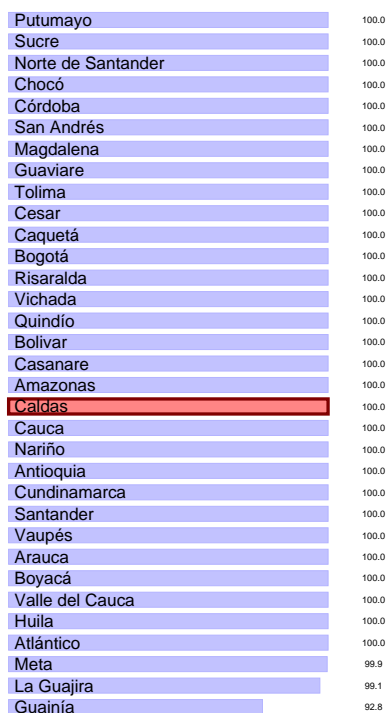 Putumayo 100.0
Sucre 100.0
Norte de Santander 100.0
Chocó 100.0
Córdoba 100.0
San Andrés 100.0
Magdalena 100.0
Guaviare 100.0
Tolima 100.0
Cesar 100.0
Caquetá 100.0
Bogotá 100.0
Risaralda 100.0
Vichada 100.0
Quindío 100.0
Bolivar 100.0
Casanare 100.0
Amazonas 100.0
Caldas 100.0
Cauca 100.0
Nariño 100.0
Antioquia 100.0
Cundinamarca 100.0
Santander 100.0
Vaupés 100.0
Arauca 100.0
Boyacá 100.0
Valle del Cauca 100.0
Huila 100.0
Atlántico 100.0
Meta 99.9
La Guajira 99.1
Guainía 92.8